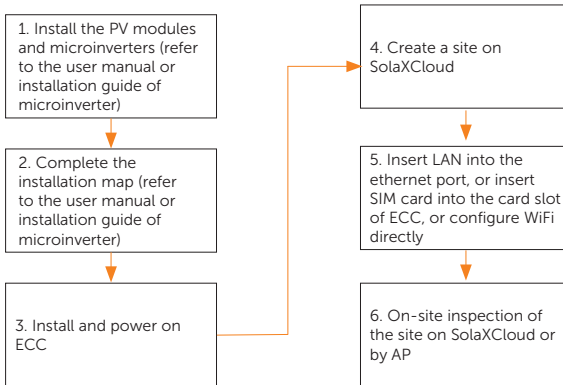 1. Install the PV modules
and microinverters (refer
to the user manual or
installation guide of
microinverter)
2. Complete the
installation map (refer
to the user manual or
installation guide of
microinverter)
3. Install and power on
ECC
4. Create a site on
SolaXCloud
5. Insert LAN into the
ethernet port, or insert
SIM card into the card slot
of ECC, or configure WiFi
directly
6. On-site inspection of
the site on SolaXCloud or
by AP